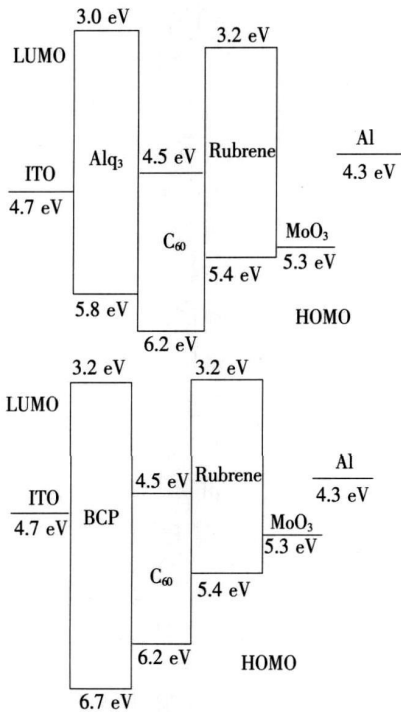 3.0 eV
LUMO
3.2 eV
Alq₃
4.5 eV
Rubrene
Al
4.3 eV
ITO
4.7 eV
C₆₀
MoO₃
5.3 eV
5.4 eV
5.8 eV
HOMO
6.2 eV
3.2 eV
3.2 eV
LUMO
4.5 eV
Rubrene
Al
4.3 eV
ITO
4.7 eV
BCP
MoO₃
5.3 eV
C₆₀
5.4 eV
6.2 eV
HOMO
6.7 eV